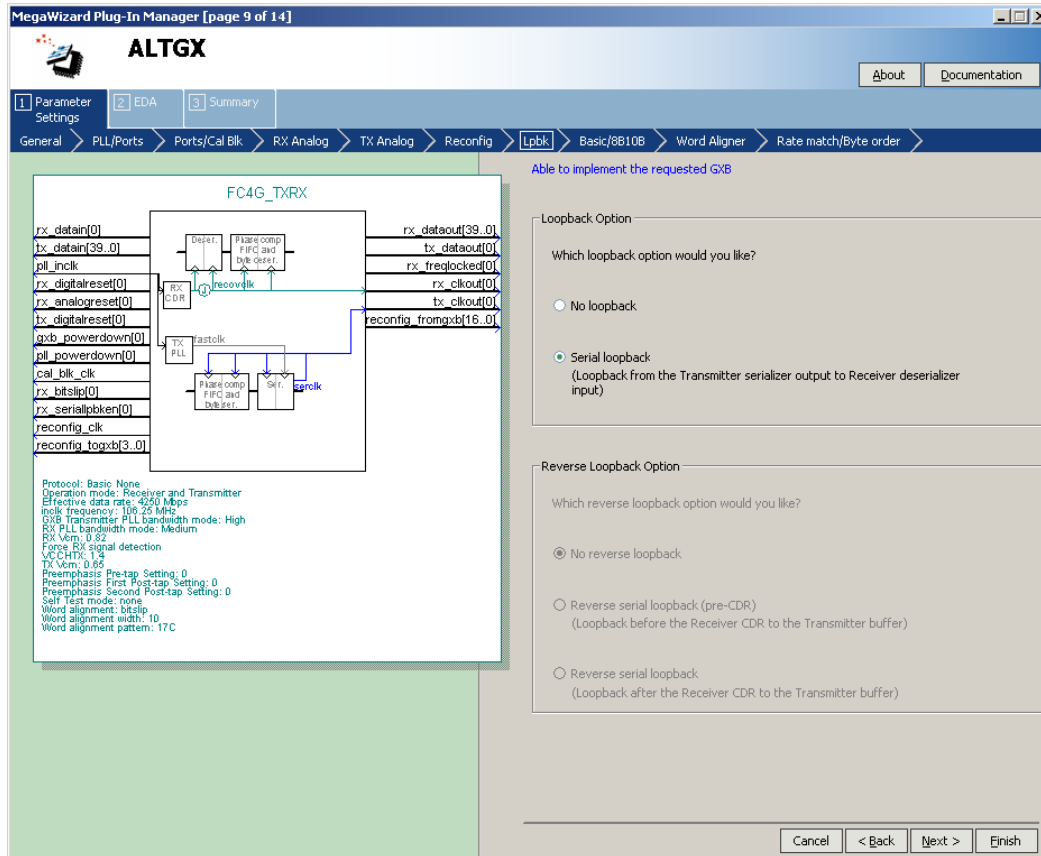 MegaWizard Plug-In Manager [page 9 of 14]
ALTGX
About
Documentation
1 Parameter Settings
2 EDA
3 Summary
General
PLL/Ports
Ports/Cal Blk
RX Analog
TX Analog
Reconfig
Lpbk
Basic/8B10B
Word Aligner
Rate match/Byte order
FC4G_TXRX
rx_datain[0]
tx_datain[39..0]
pll_inclk
rx_digitalreset[0]
rx_analogreset[0]
tx_digitalreset[0]
gxb_powerdown[0]
pll_powerdown[0]
cal_blk_clk
rx_bitslip[0]
rx_seriallpbken[0]
reconfig_clk
reconfig_togxb[3..0]
Deser.
Phase comp
FIFO and
byte deser.
RX
CDR
recovclk
TX
PLL
fastclk
Phase comp
FIFO and
byte ser.
Ser.
serclk
rx_dataout[39..0]
tx_dataout[0]
rx_freqlocked[0]
rx_clkout[0]
tx_clkout[0]
reconfig_fromgxb[16..0]
Protocol: Basic None
Operation mode: Receiver and Transmitter
Effective data rate: 4250 Mbps
inclk frequency: 106.25 MHz
GXB Transmitter PLL bandwidth mode: High
RX PLL bandwidth mode: Medium
RX Vcm: 0.82
Force RX signal detection
VCCHTX: 1.4
TX Vcm: 0.65
Preemphasis Pre-tap Setting: 0
Preemphasis First Post-tap Setting: 0
Preemphasis Second Post-tap Setting: 0
Self Test mode: none
Word alignment: bitslip
Word alignment width: 10
Word alignment pattern: 17C
Able to implement the requested GXB
Loopback Option
Which loopback option would you like?
No loopback
Serial loopback
(Loopback from the Transmitter serializer output to Receiver deserializer
input)
Reverse Loopback Option
Which reverse loopback option would you like?
No reverse loopback
Reverse serial loopback (pre-CDR)
(Loopback before the Receiver CDR to the Transmitter buffer)
Reverse serial loopback
(Loopback after the Receiver CDR to the Transmitter buffer)
Cancel
< Back
Next >
Finish